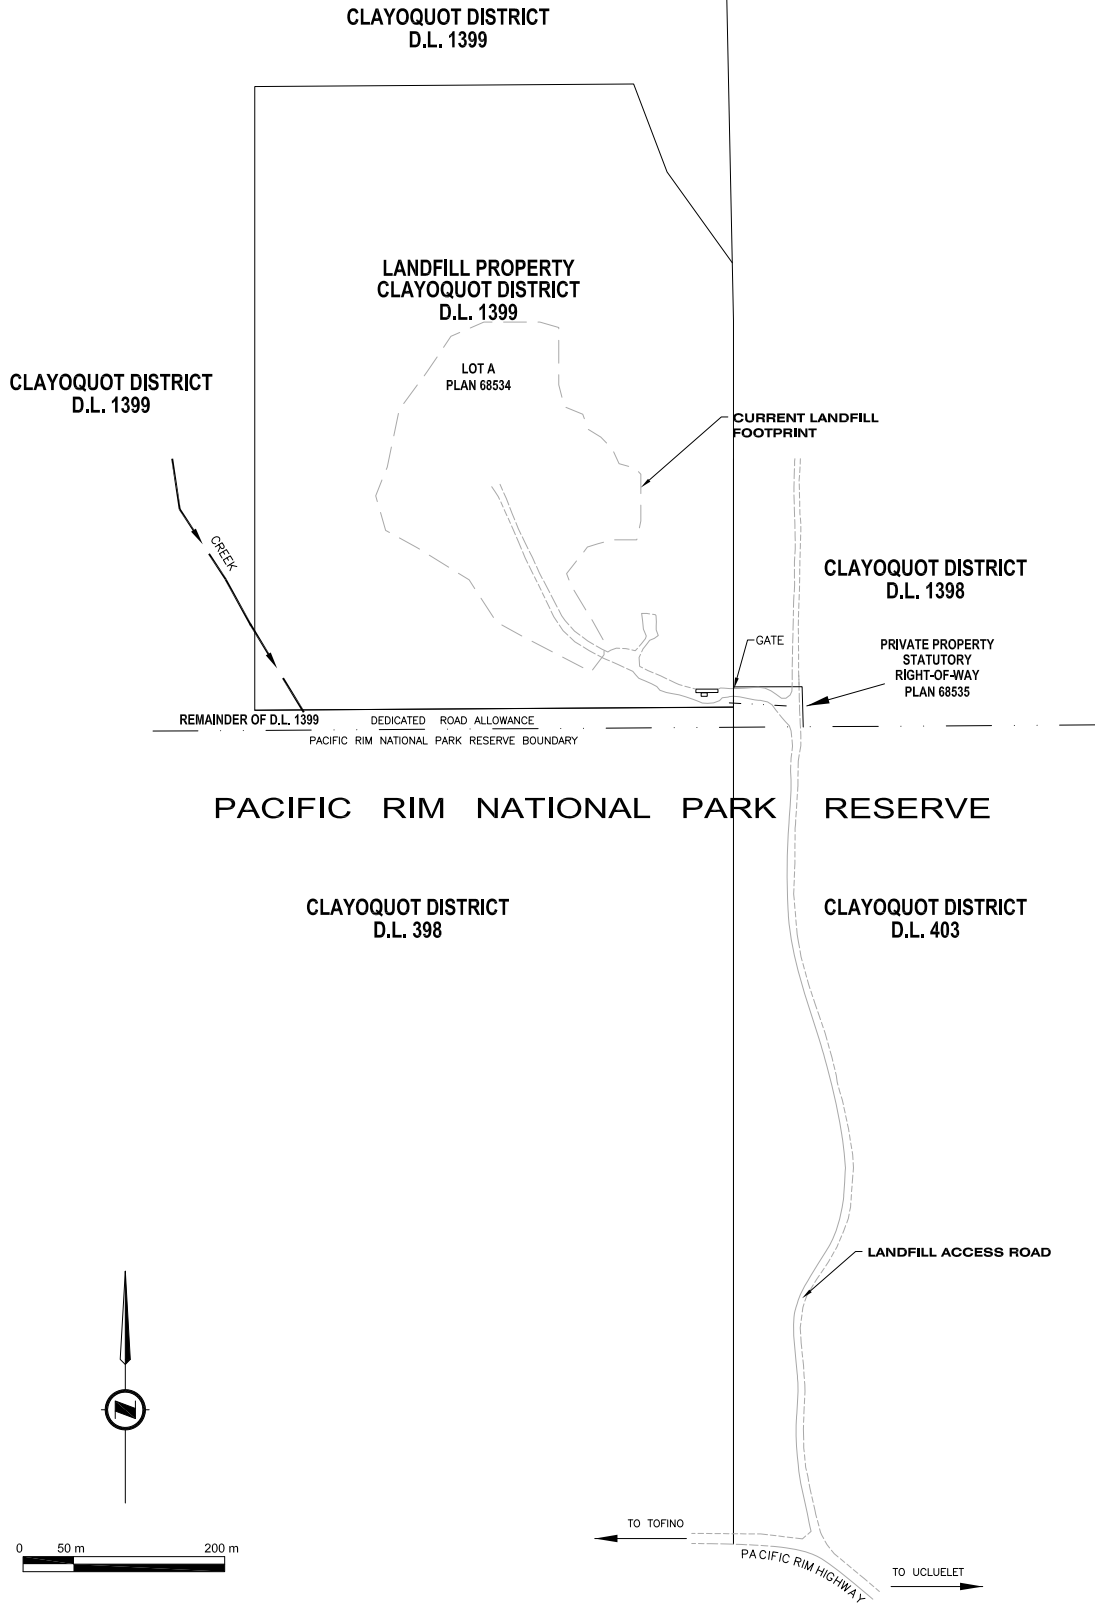 CLAYOQUOT DISTRICT
D.L. 1399
LANDFILL PROPERTY
CLAYOQUOT DISTRICT
D.L. 1399
LOT A
PLAN 68534
CLAYOQUOT DISTRICT
D.L. 1399
CURRENT LANDFILL
FOOTPRINT
CREEK
CLAYOQUOT DISTRICT
D.L. 1398
GATE
PRIVATE PROPERTY
STATUTORY
RIGHT-OF-WAY
PLAN 68535
REMAINDER OF D.L. 1399
DEDICATED ROAD ALLOWANCE
PACIFIC RIM NATIONAL PARK RESERVE BOUNDARY
PACIFIC RIM NATIONAL PARK RESERVE
CLAYOQUOT DISTRICT
D.L. 398
CLAYOQUOT DISTRICT
D.L. 403
LANDFILL ACCESS ROAD
N
0 50 m 200 m
TO TOFINO
PACIFIC RIM HIGHWAY
TO UCLUELET